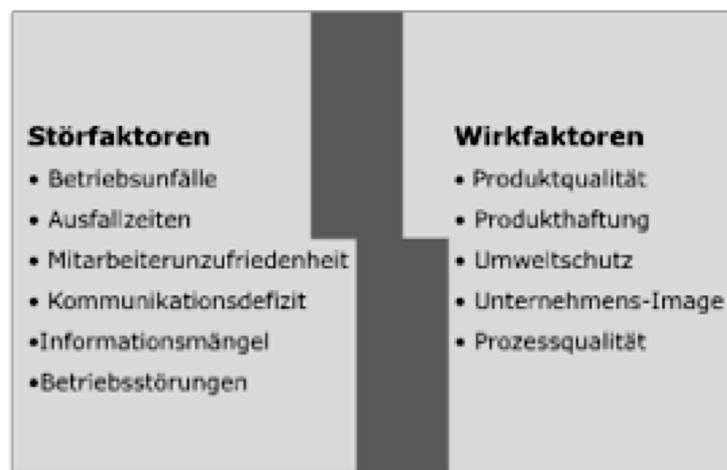 Störfaktoren
• Betriebsunfälle
• Ausfallzeiten
• Mitarbeiterunzufriedenheit
• Kommunikationsdefizit
•Informationsmängel
•Betriebsstörungen
Wirkfaktoren
• Produktqualität
• Produkthaftung
• Umweltschutz
• Unternehmens-Image
• Prozessqualität